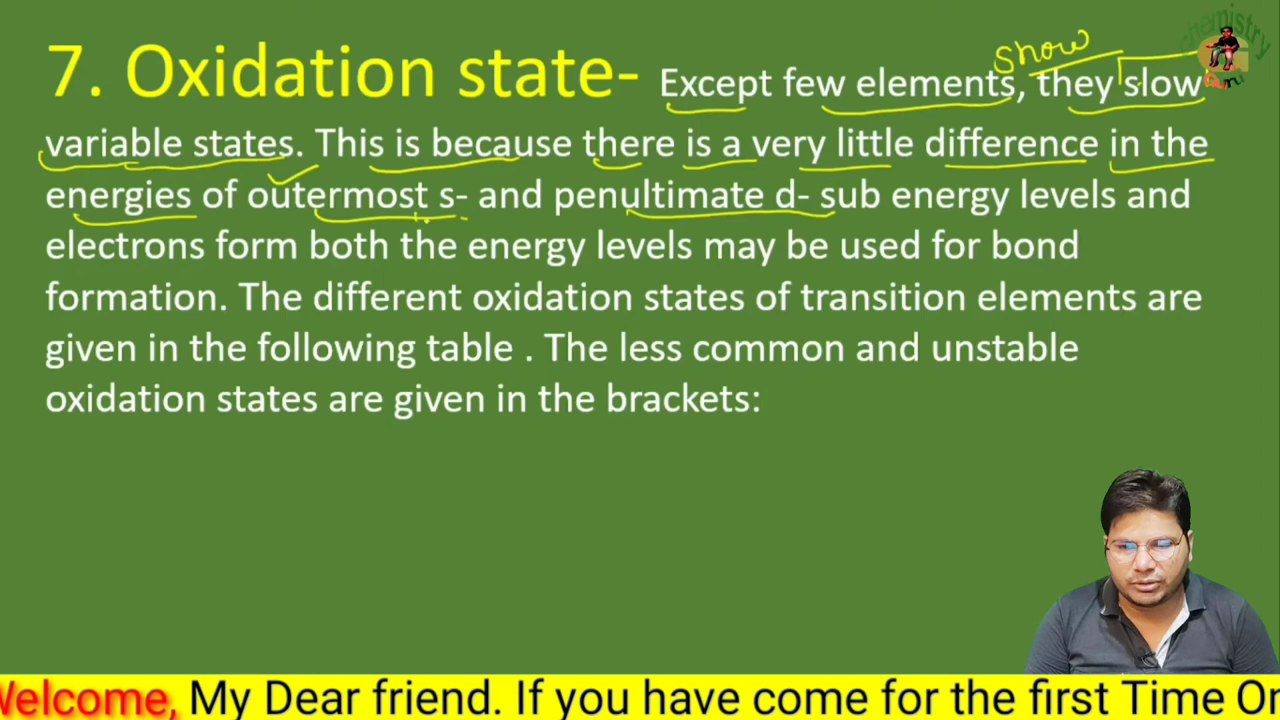 chemistry
Guru
show
7. Oxidation state- Except few elements, they slow
variable states. This is because there is a very little difference in the
energies of outermost s- and penultimate d- sub energy levels and
electrons form both the energy levels may be used for bond
formation. The different oxidation states of transition elements are
given in the following table . The less common and unstable
oxidation states are given in the brackets:
Welcome, My Dear friend. If you have come for the first Time On